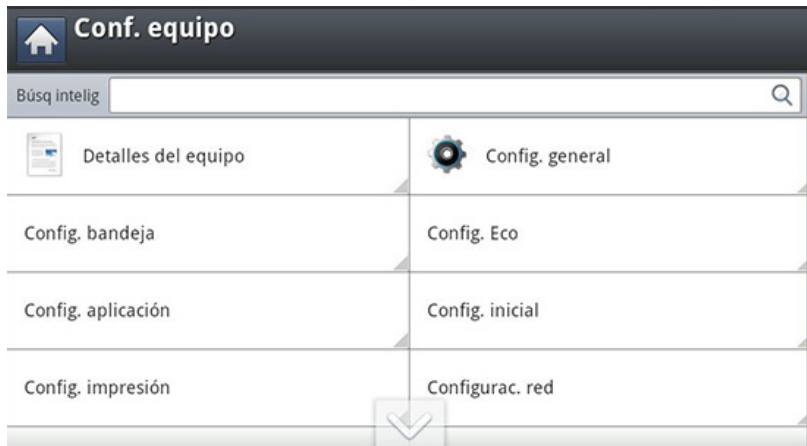 Conf. equipo
Búsq intelig
Detalles del equipo
Config. general
Config. bandeja
Config. Eco
Config. aplicación
Config. inicial
Config. impresión
Configurac. red